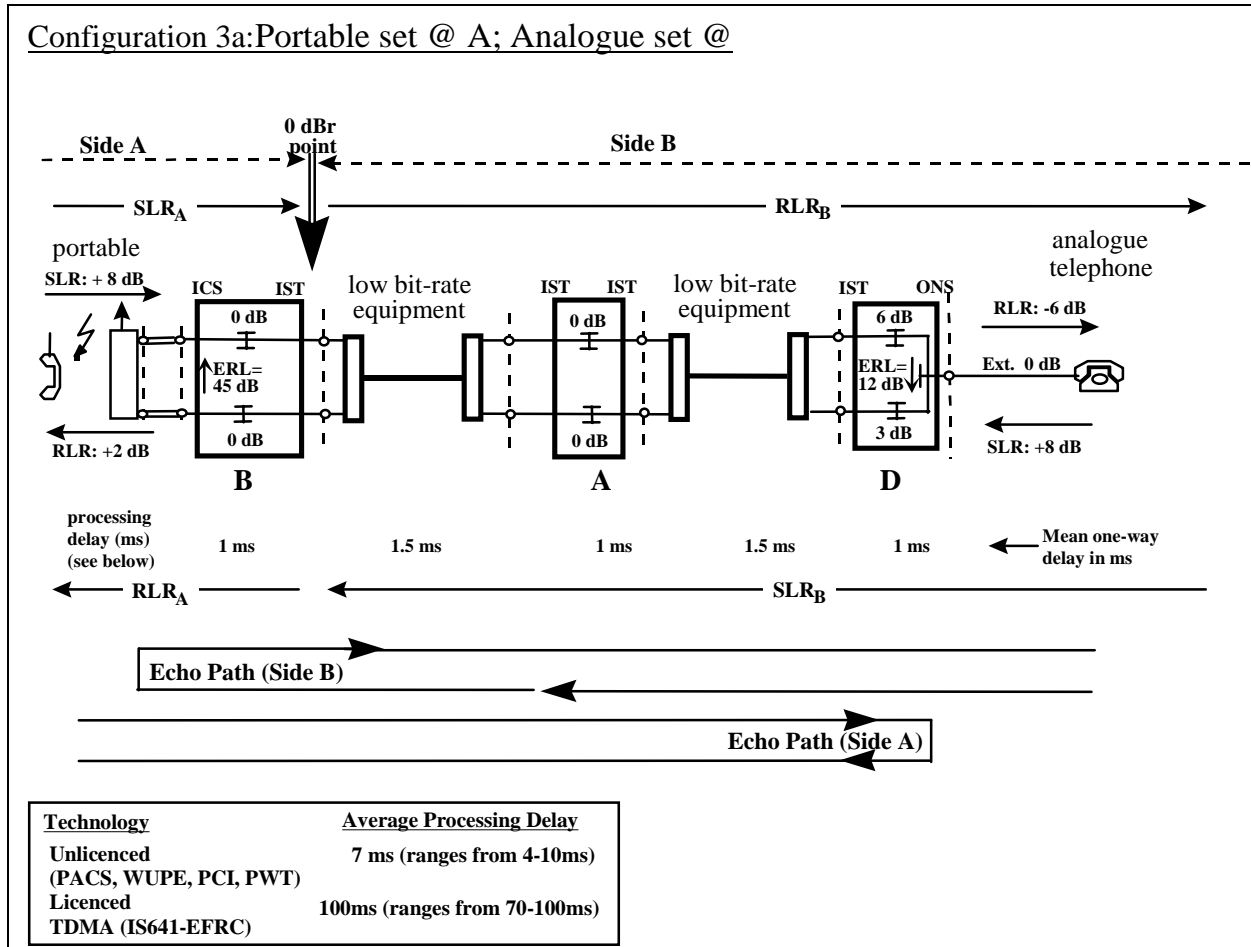 Configuration 3a:Portable set @ A; Analogue set @
0 dBr
point
Side A
Side B
SLRA
RLRB
portable
analogue
telephone
SLR: + 8 dB
ICS
IST
low bit-rate
equipment
IST
IST
low bit-rate
equipment
IST
ONS
RLR: -6 dB
0 dB
0 dB
6 dB
ERL=
45 dB
ERL=
12 dB
Ext. 0 dB
0 dB
0 dB
3 dB
RLR: +2 dB
SLR: +8 dB
B
A
D
processing
delay (ms)
(see below)
1 ms
1.5 ms
1 ms
1.5 ms
1 ms
Mean one-way
delay in ms
RLRA
SLRB
Echo Path (Side B)
Echo Path (Side A)
Technology
Average Processing Delay
Unlicenced
(PACS, WUPE, PCI, PWT)
7 ms (ranges from 4-10ms)
Licenced
TDMA (IS641-EFRC)
100ms (ranges from 70-100ms)